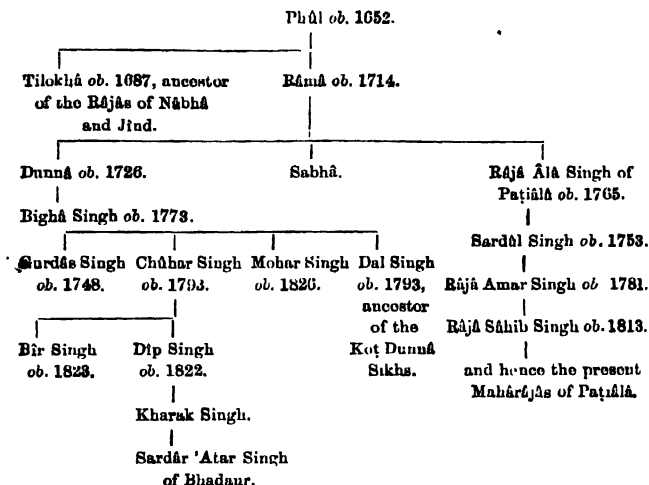 Phûl ob. 1652.
Tilokhâ ob. 1687, ancestor
of the Râjâs of Nâbhâ
and Jînd.
Râmâ ob. 1714.
Dunnâ ob. 1726.
Sabhâ.
Râjâ Âlâ Singh of
Paṭiâlâ ob. 1765.
Bighâ Singh ob. 1773.
Sardûl Singh ob. 1753.
Gurdâs Singh
ob. 1748.
Chûhar Singh
ob. 1793.
Mohar Singh
ob. 1826.
Dal Singh
ob. 1793,
ancestor
of the
Koṭ Dunnâ
Sikhs.
Râjâ Amar Singh ob 1781.
Râjâ Sâhib Singh ob. 1813.
Bîr Singh
ob. 1823.
Dîp Singh
ob. 1822.
and hence the present
Mahârâjâs of Paṭiâlâ.
Kharak Singh.
Sardâr 'Atar Singh
of Bhadaur.